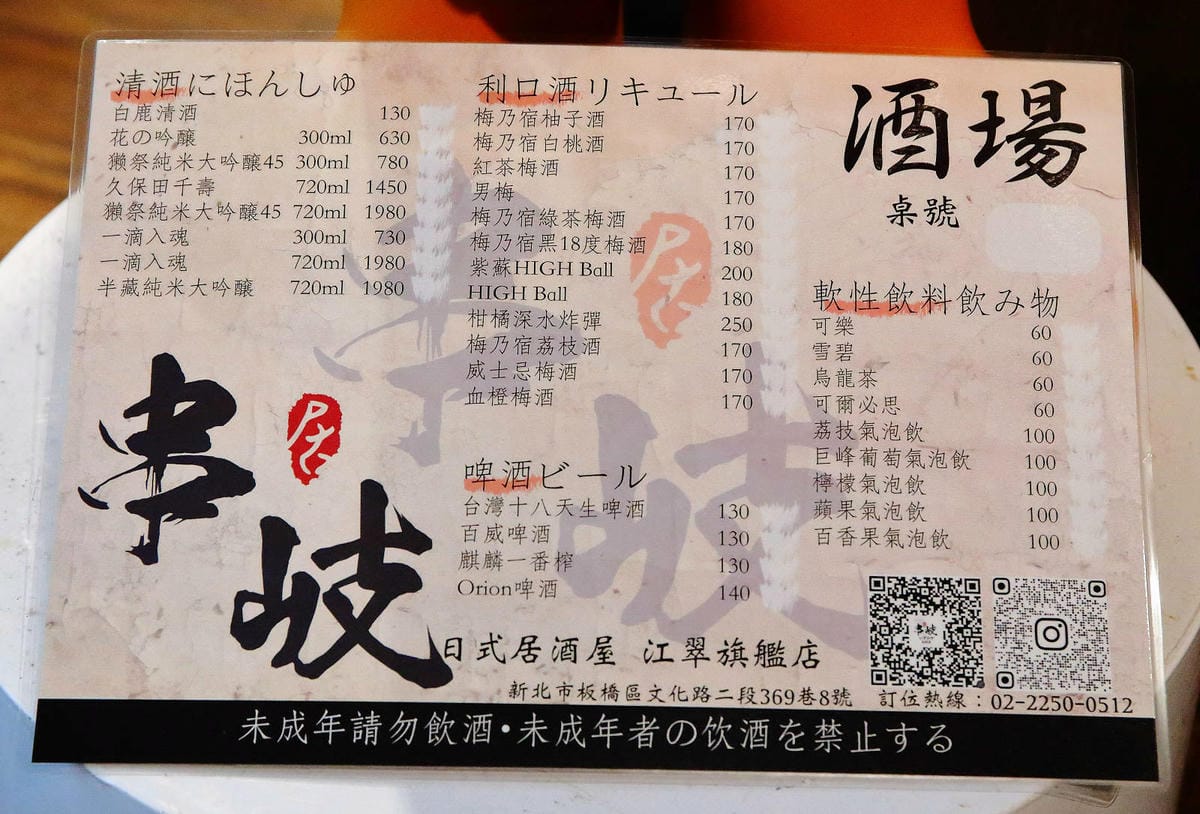 清酒にほんしゅ
白鹿清酒 130
花の吟醸 300ml 630
獺祭純米大吟醸45 300ml 780
久保田千壽 720ml 1450
獺祭純米大吟醸45 720ml 1980
一滴入魂 300ml 730
一滴入魂 720ml 1980
半藏純米大吟醸 720ml 1980
利口酒リキュール
梅乃宿柚子酒 170
梅乃宿白桃酒 170
紅茶梅酒 170
男梅 170
梅乃宿綠茶梅酒 170
梅乃宿黑18度梅酒 180
紫蘇HIGH Ball 200
HIGH Ball 180
柑橘深水炸彈 250
梅乃宿荔枝酒 170
威士忌梅酒 170
血橙梅酒 170
啤酒ビール
台灣十八天生啤酒 130
百威啤酒 130
麒麟一番榨 130
Orion啤酒 140
酒場
桌號
軟性飲料飲み物
可樂 60
雪碧 60
烏龍茶 60
可爾必思 60
荔枝氣泡飲 100
巨峰葡萄氣泡飲 100
檸檬氣泡飲 100
蘋果氣泡飲 100
百香果氣泡飲 100
串岐
日式居酒屋 江翠旗艦店
新北市板橋區文化路二段369巷8號 訂位熱線：02-2250-0512
未成年請勿飲酒・未成年者の饮酒を禁止する